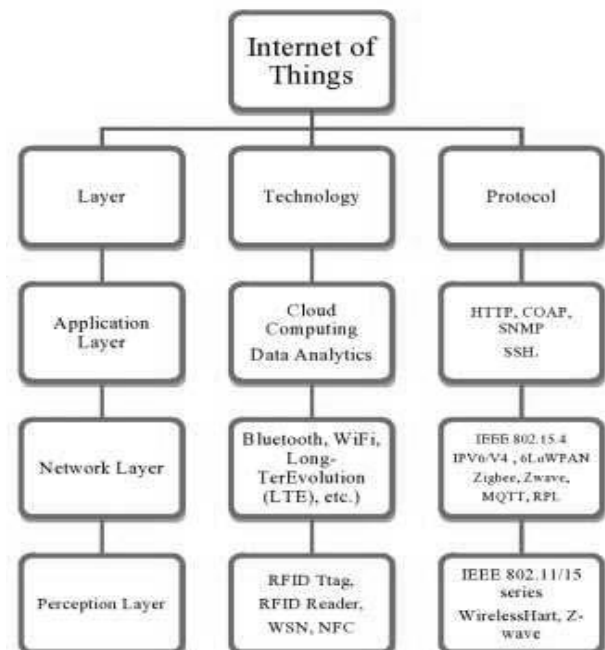 Internet of
Things
Layer
Technology
Protocol
Application
Layer
Cloud
Computing
Data Analytics
HTTP, COAP,
SNMP
SSH.
Network Layer
Bluetooth, WiFi,
Long-
TerEvolution
(LTE), etc.)
IEEE 802.15.4
IPV6/V4 , 6LoWPAN
Zigbee, Zwave,
MQTT, RPL
Perception Layer
RFID Ttag,
RFID Reader,
WSN, NFC
IEEE 802.11/15
series
WirelessHart, Z-
wave